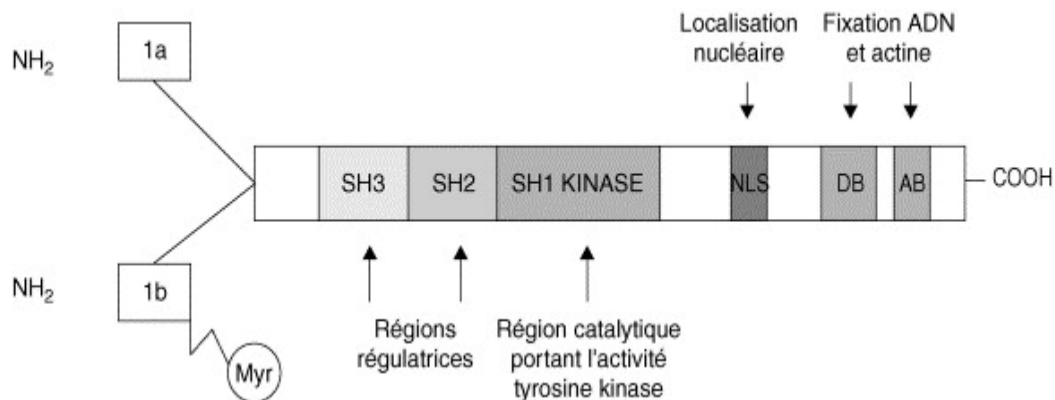 NH₂
1a
Localisation
nucléaire
Fixation ADN
et actine
SH3
SH2
SH1 KINASE
NLS
DB
AB
COOH
NH₂
1b
Myr
Régions
régulatrices
Région catalytique
portant l'activité
tyrosine kinase